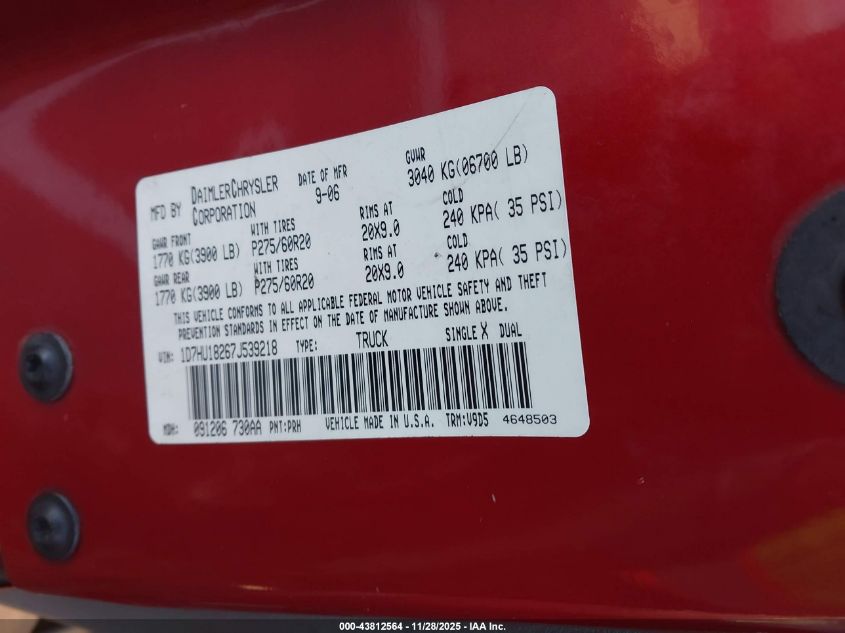 MFD BY DAIMLERCHRYSLER CORPORATION
DATE OF MFR 9-06
GVWR 3040 KG(06700 LB)
GAWR FRONT WITH TIRES RIMS AT COLD
1770 KG(3900 LB) P275/60R20 20X9.0 240 KPA( 35 PSI)
GAWR REAR WITH TIRES RIMS AT COLD
1770 KG(3900 LB) P275/60R20 20X9.0 240 KPA( 35 PSI)
THIS VEHICLE CONFORMS TO ALL APPLICABLE FEDERAL MOTOR VEHICLE SAFETY AND THEFT
PREVENTION STANDARDS IN EFFECT ON THE DATE OF MANUFACTURE SHOWN ABOVE.
VIN: 1D7HU18267J539218 TYPE: TRUCK SINGLE X DUAL
MDH: 091206 730AA PNT:PRH VEHICLE MADE IN U.S.A. TRM:V9D5 4648503
000-43812564 | 11/28/2025 - IAA Inc.